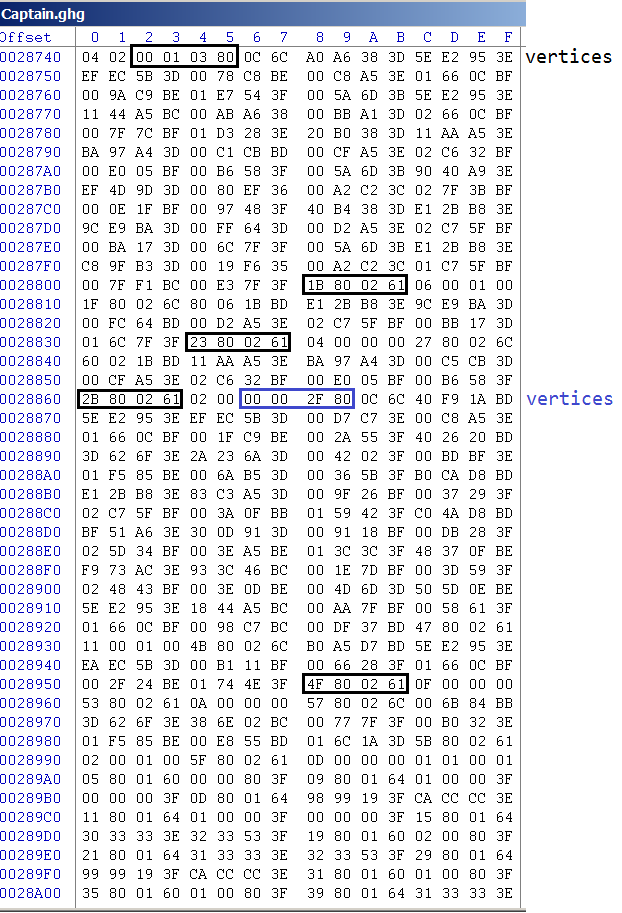 Captain.ghg
Offset 0 1 2 3 4 5 6 7 8 9 A B C D E F
00028740 04 02 00 01 03 80 0C 6C A0 A6 38 3D 5E E2 95 3E vertices
00028750 EF EC 5B 3D 00 78 C8 BE 00 C8 A5 3E 01 66 0C BF
00028760 00 9A C9 BE 01 E7 54 3F 00 5A 6D 3B 5E E2 95 3E
00028770 11 44 A5 BC 00 AB A6 38 00 BB A1 3D 02 66 0C BF
00028780 00 7F 7C BF 01 D3 28 3E 20 B0 38 3D 11 AA A5 3E
00028790 BA 97 A4 3D 00 C1 CB BD 00 CF A5 3E 02 C6 32 BF
000287A0 00 E0 05 BF 00 B6 58 3F 00 5A 6D 3B 90 40 A9 3E
000287B0 EF 4D 9D 3D 00 80 EF 36 00 A2 C2 3C 02 7F 3B BF
000287C0 00 0E 1F BF 00 97 48 3F 40 B4 38 3D E1 2B B8 3E
000287D0 9C E9 BA 3D 00 FF 64 3D 00 D2 A5 3E 02 C7 5F BF
000287E0 00 BA 17 3D 00 6C 7F 3F 00 5A 6D 3B E1 2B B8 3E
000287F0 C8 9F B3 3D 00 19 F6 35 00 A2 C2 3C 01 C7 5F BF
00028800 00 7F F1 BC 00 E3 7F 3F 1B 80 02 61 06 00 01 00
00028810 1F 80 02 6C 80 06 1B BD E1 2B B8 3E 9C E9 BA 3D
00028820 00 FC 64 BD 00 D2 A5 3E 02 C7 5F BF 00 BB 17 3D
00028830 01 6C 7F 3F 23 80 02 61 04 00 00 00 27 80 02 6C
00028840 60 02 1B BD 11 AA A5 3E BA 97 A4 3D 00 C5 CB 3D
00028850 00 CF A5 3E 02 C6 32 BF 00 E0 05 BF 00 B6 58 3F
00028860 2B 80 02 61 02 00 00 00 2F 80 0C 6C 40 F9 1A BD vertices
00028870 5E E2 95 3E EF EC 5B 3D 00 D7 C7 3E 00 C8 A5 3E
00028880 01 66 0C BF 00 1F C9 BE 00 2A 55 3F 40 26 20 BD
00028890 3D 62 6F 3E 2A 23 6A 3D 00 42 02 3F 00 BD BF 3E
000288A0 01 F5 85 BE 00 6A B5 3D 00 36 5B 3F B0 CA D8 BD
000288B0 E1 2B B8 3E 83 C3 A5 3D 00 9F 26 BF 00 37 29 3F
000288C0 02 C7 5F BF 00 3A 0F BB 01 59 42 3F C0 4A D8 BD
000288D0 BF 51 A6 3E 30 0D 91 3D 00 91 18 BF 00 DB 28 3F
000288E0 02 5D 34 BF 00 3E A5 BE 01 3C 3C 3F 48 37 0F BE
000288F0 F9 73 AC 3E 93 3C 46 BC 00 1E 7D BF 00 3D 59 3F
00028900 02 48 43 BF 00 3E 0D BE 00 4D 6D 3D 50 5D 0E BE
00028910 5E E2 95 3E 18 44 A5 BC 00 AA 7F BF 00 58 61 3F
00028920 01 66 0C BF 00 98 C7 BC 00 DF 37 BD 47 80 02 61
00028930 11 00 01 00 4B 80 02 6C B0 A5 D7 BD 5E E2 95 3E
00028940 EA EC 5B 3D 00 B1 11 BF 00 66 28 3F 01 66 0C BF
00028950 00 2F 24 BE 01 74 4E 3F 4F 80 02 61 0F 00 00 00
00028960 53 80 02 61 0A 00 00 00 57 80 02 6C 00 6B 84 BB
00028970 3D 62 6F 3E 38 6E 02 BC 00 77 7F 3F 00 B0 32 3E
00028980 01 F5 85 BE 00 E8 55 BD 01 6C 1A 3D 5B 80 02 61
00028990 02 00 01 00 5F 80 02 61 0D 00 00 00 01 01 00 01
000289A0 05 80 01 60 00 00 80 3F 09 80 01 64 01 00 00 3F
000289B0 00 00 00 3F 0D 80 01 64 98 99 19 3F CA CC CC 3E
000289C0 11 80 01 64 01 00 00 3F 00 00 00 3F 15 80 01 64
000289D0 30 33 33 3E 32 33 53 3F 19 80 01 60 02 00 80 3F
000289E0 21 80 01 64 31 33 33 3E 32 33 53 3F 29 80 01 64
000289F0 99 99 19 3F CA CC CC 3E 31 80 01 60 01 00 80 3F
00028A00 35 80 01 60 01 00 80 3F 39 80 01 64 31 33 33 3E